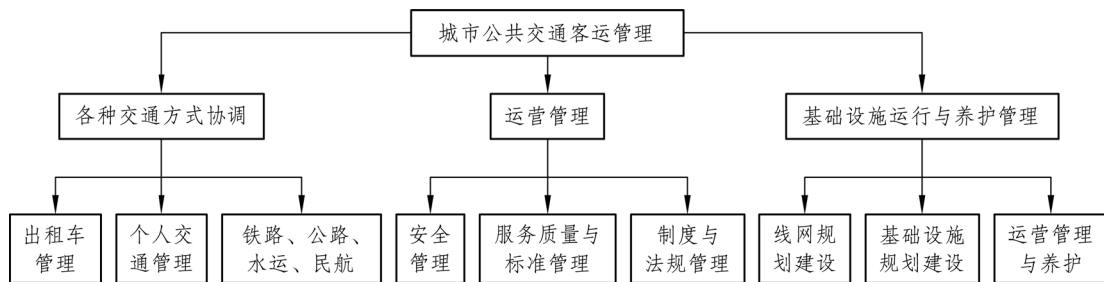 城市公共交通客运管理
各种交通方式协调
运营管理
基础设施运行与养护管理
出租车
管理
个人交
通管理
铁路、公路、
水运、民航
安全
管理
服务质量与
标准管理
制度与
法规管理
线网规
划建设
基础设施
规划建设
运营管理
与养护